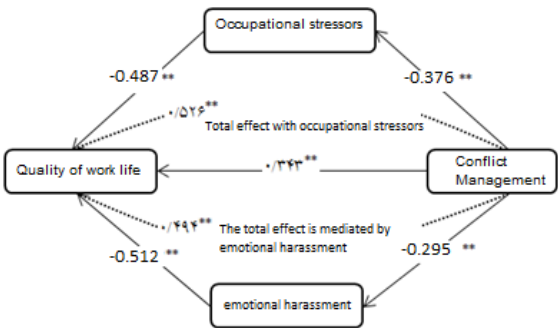 Occupational stressors
-0.487 **
-0.376 **
۰/۵۲۶**
Total effect with occupational stressors
Quality of work life
۰/۳۴۳**
Conflict
Management
۰/۴۹۴**
The total effect is mediated by
emotional harassment
-0.512 **
-0.295 **
emotional harassment